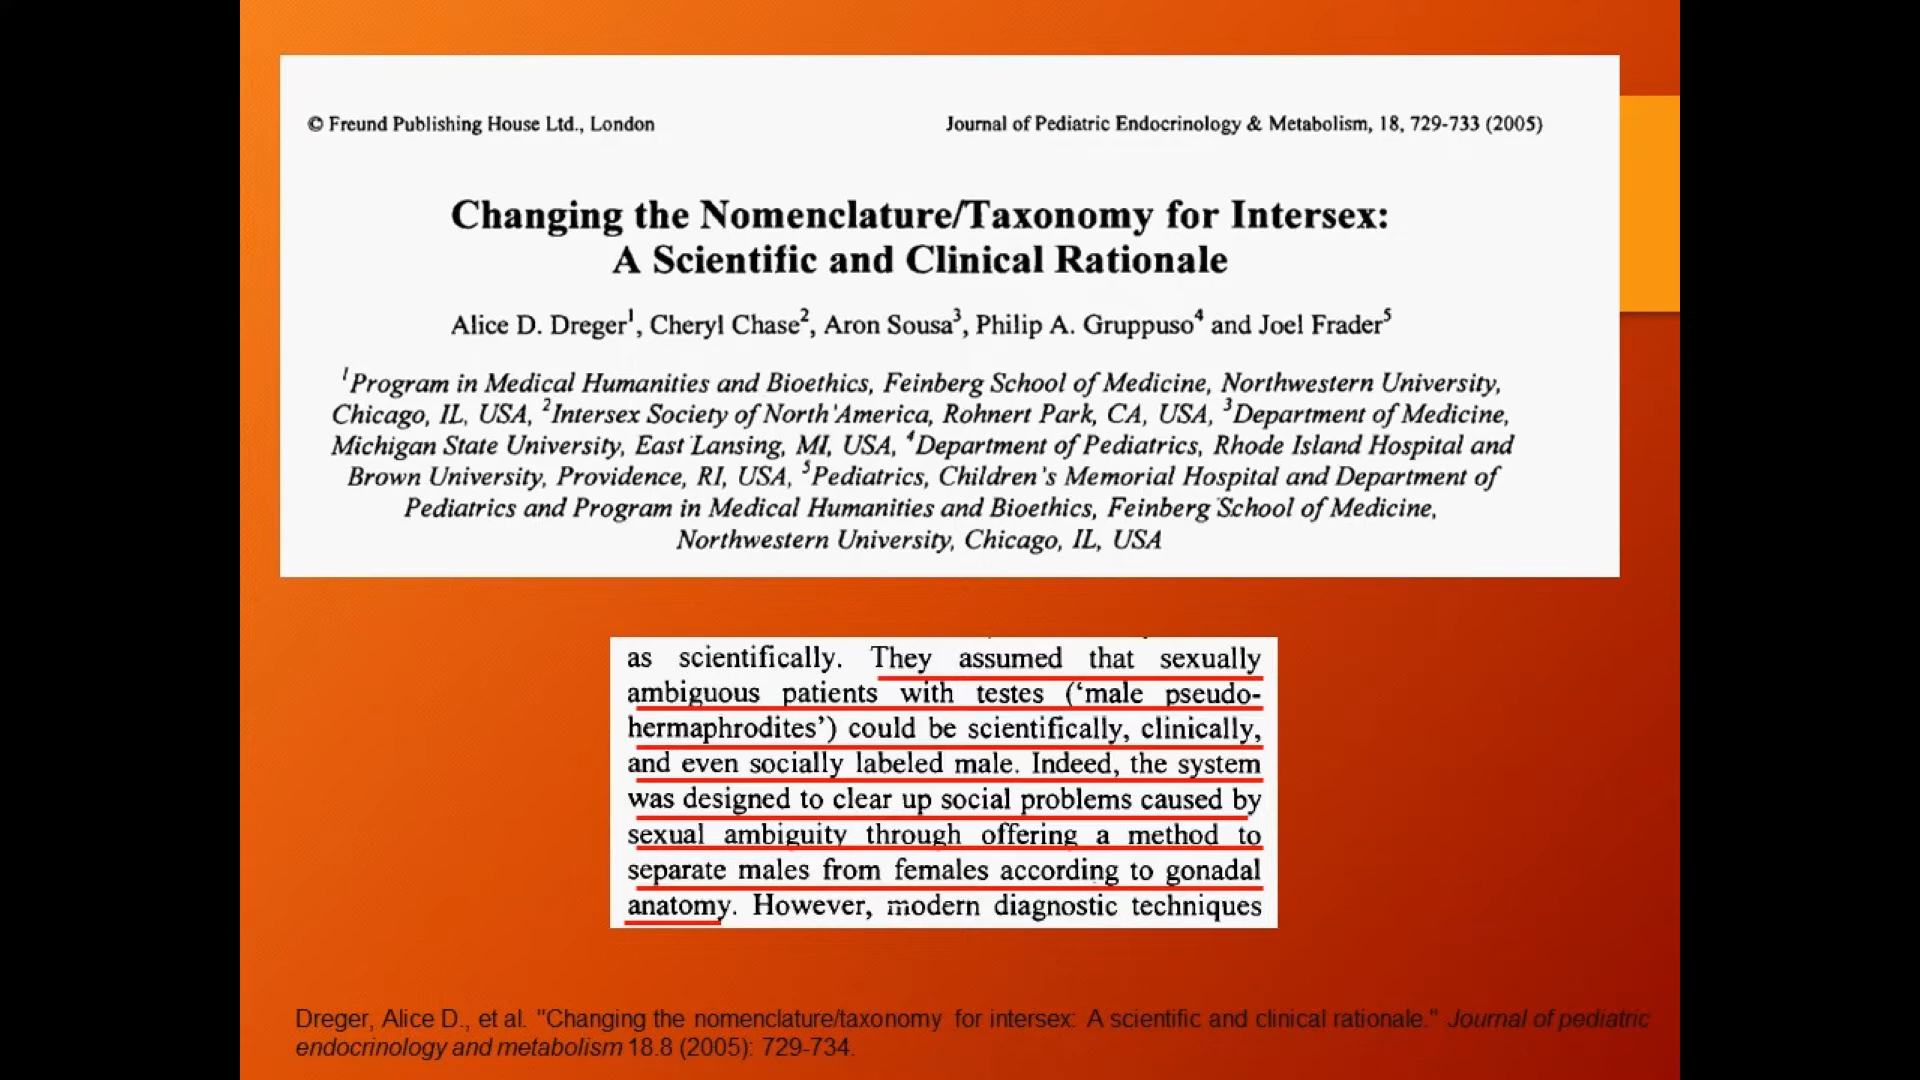 © Freund Publishing House Ltd., London
Journal of Pediatric Endocrinology & Metabolism, 18, 729-733 (2005)
Changing the Nomenclature/Taxonomy for Intersex:
A Scientific and Clinical Rationale
Alice D. Dreger1, Cheryl Chase2, Aron Sousa3, Philip A. Gruppuso4 and Joel Frader5
1Program in Medical Humanities and Bioethics, Feinberg School of Medicine, Northwestern University,
Chicago, IL, USA, 2Intersex Society of North America, Rohnert Park, CA, USA, 3Department of Medicine,
Michigan State University, East Lansing, MI, USA, 4Department of Pediatrics, Rhode Island Hospital and
Brown University, Providence, RI, USA, 5Pediatrics, Children's Memorial Hospital and Department of
Pediatrics and Program in Medical Humanities and Bioethics, Feinberg School of Medicine,
Northwestern University, Chicago, IL, USA
as scientifically. They assumed that sexually
ambiguous patients with testes ('male pseudo-
hermaphrodites') could be scientifically, clinically,
and even socially labeled male. Indeed, the system
was designed to clear up social problems caused by
sexual ambiguity through offering a method to
separate males from females according to gonadal
anatomy. However, modern diagnostic techniques
Dreger, Alice D., et al. "Changing the nomenclature/taxonomy for intersex: A scientific and clinical rationale." Journal of pediatric
endocrinology and metabolism 18.8 (2005): 729-734.